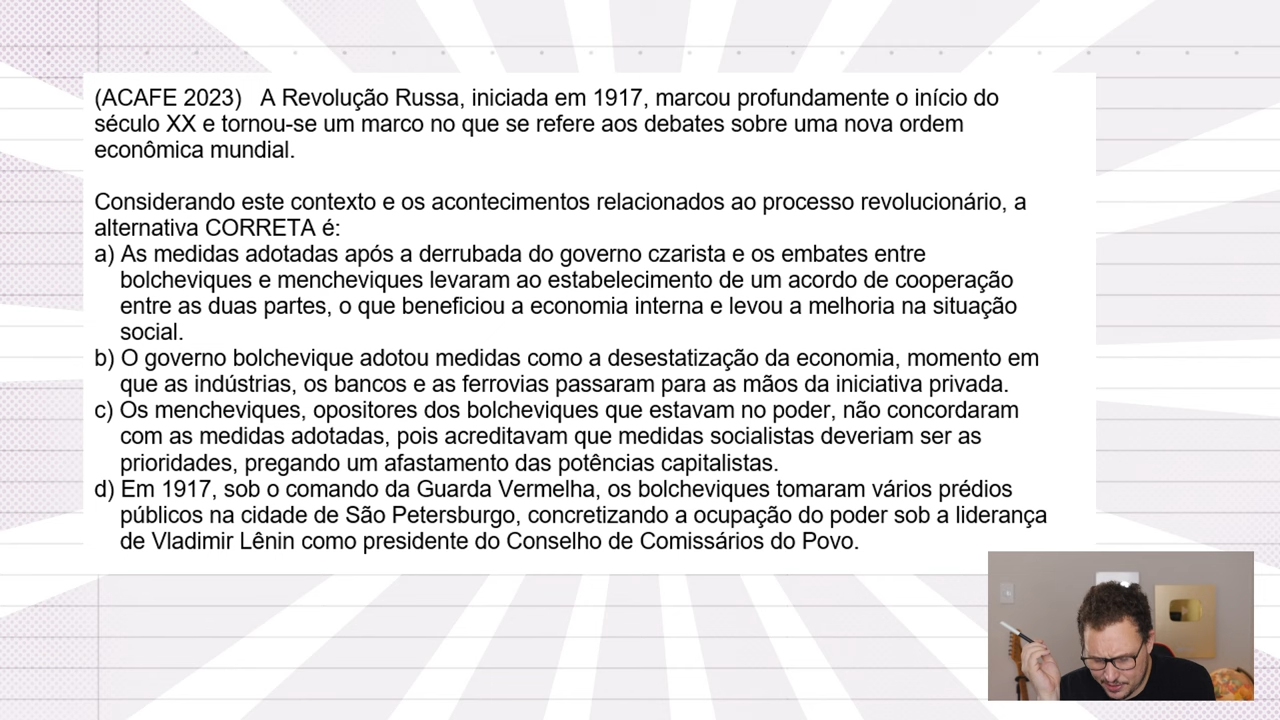 (ACAFE 2023)   A Revolução Russa, iniciada em 1917, marcou profundamente o início do
século XX e tornou-se um marco no que se refere aos debates sobre uma nova ordem
econômica mundial.
Considerando este contexto e os acontecimentos relacionados ao processo revolucionário, a
alternativa CORRETA é:
a) As medidas adotadas após a derrubada do governo czarista e os embates entre
bolcheviques e mencheviques levaram ao estabelecimento de um acordo de cooperação
entre as duas partes, o que beneficiou a economia interna e levou a melhoria na situação
social.
b) O governo bolchevique adotou medidas como a desestatização da economia, momento em
que as indústrias, os bancos e as ferrovias passaram para as mãos da iniciativa privada.
c) Os mencheviques, opositores dos bolcheviques que estavam no poder, não concordaram
com as medidas adotadas, pois acreditavam que medidas socialistas deveriam ser as
prioridades, pregando um afastamento das potências capitalistas.
d) Em 1917, sob o comando da Guarda Vermelha, os bolcheviques tomaram vários prédios
públicos na cidade de São Petersburgo, concretizando a ocupação do poder sob a liderança
de Vladimir Lênin como presidente do Conselho de Comissários do Povo.